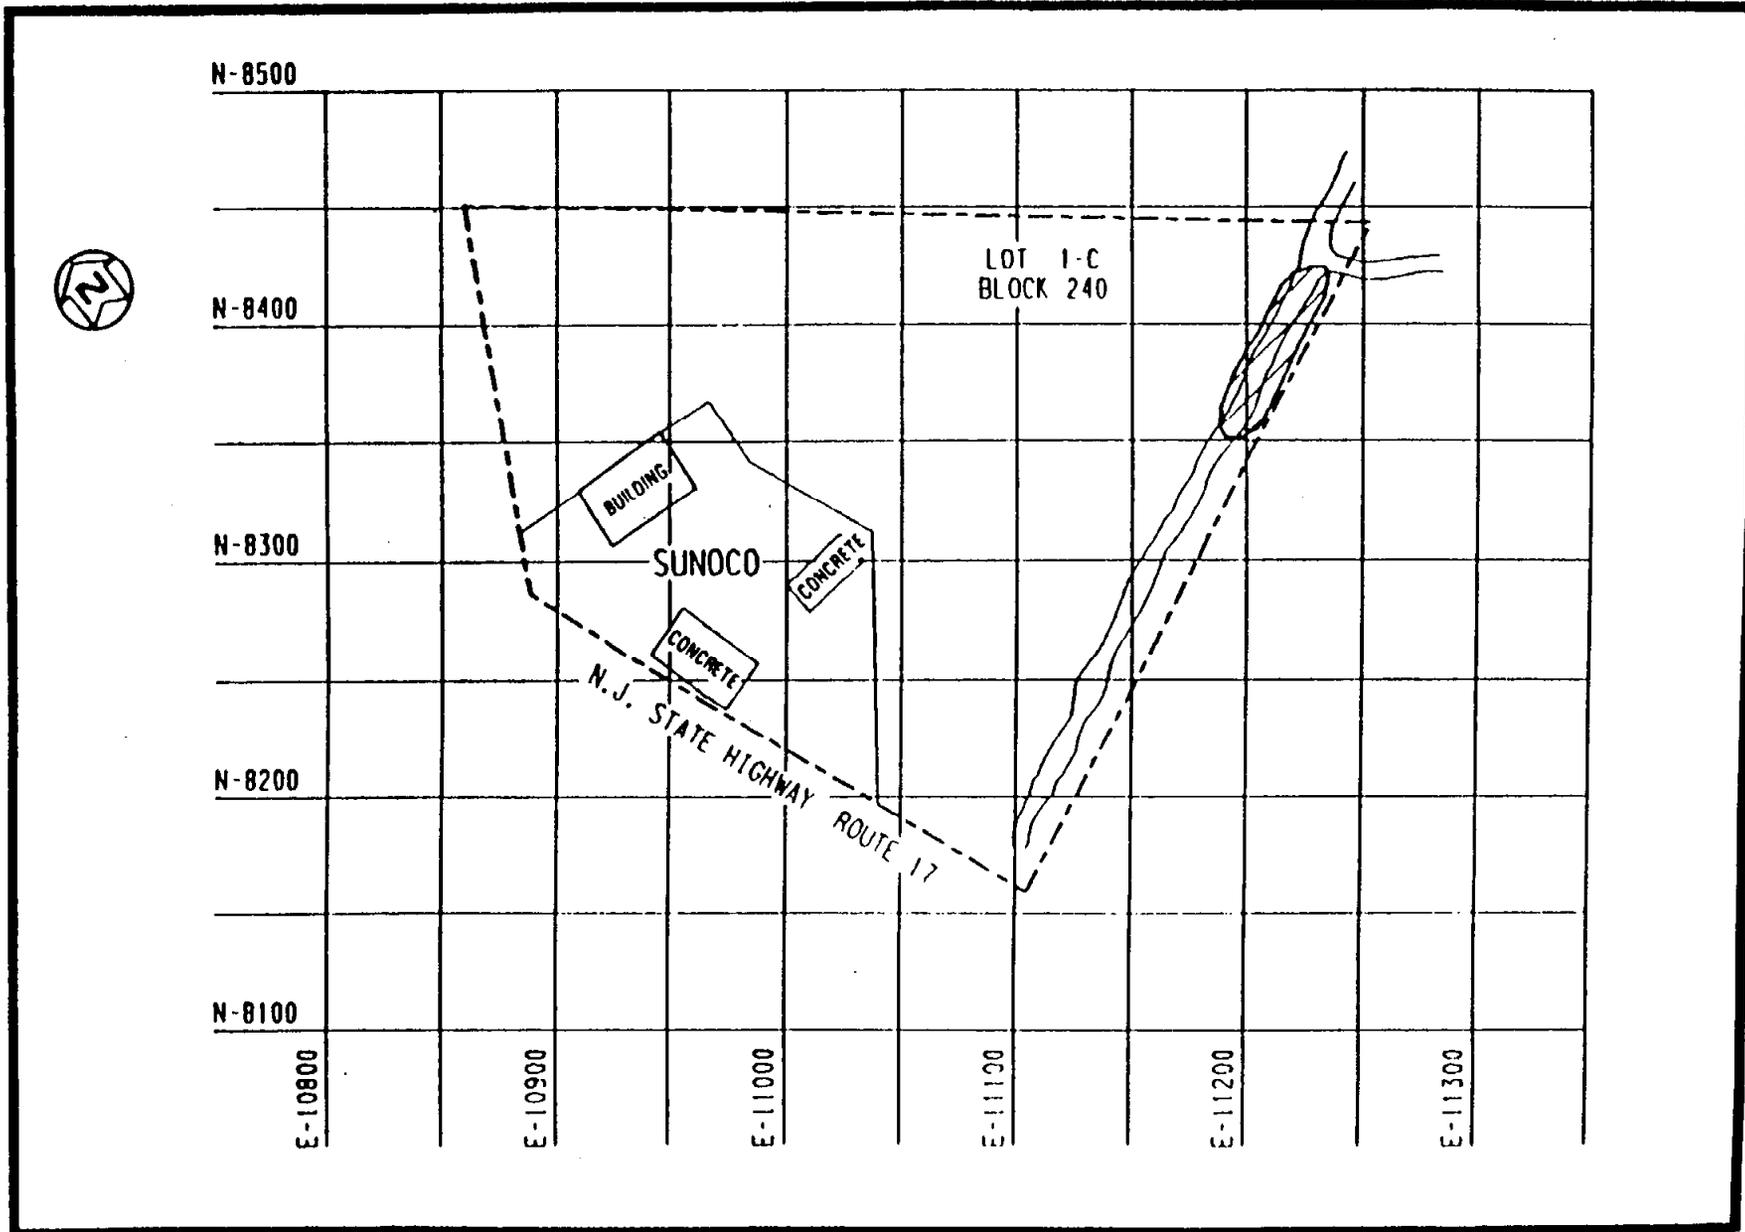 N-8500
LOT 1-C
BLOCK 240
N
N-8400
BUILDING
N-8300
SUNOCO
CONCRETE
CONCRETE
N.J. STATE HIGHWAY ROUTE 17
N-8200
N-8100
E-10800
E-10900
E-11000
E-11100
E-11200
E-11300